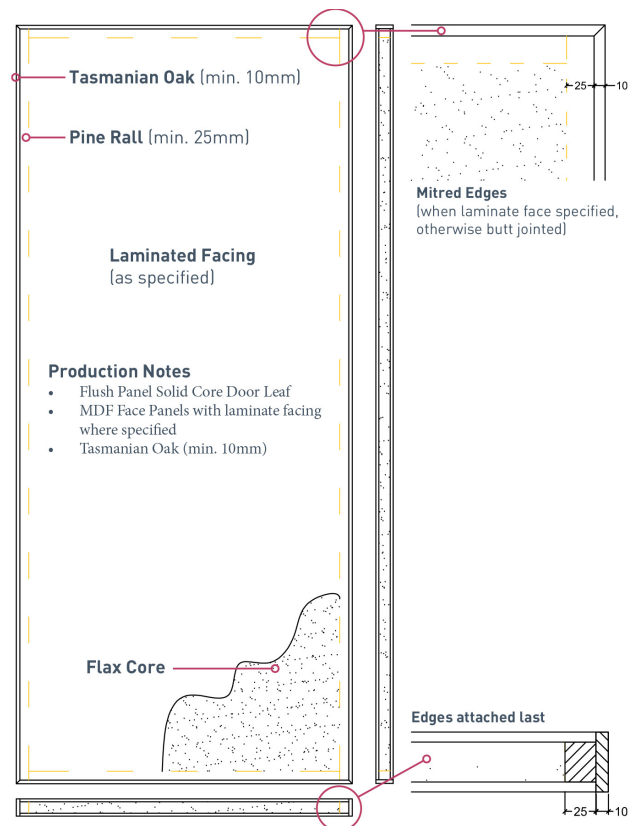 Tasmanian Oak (min. 10mm)
Pine Rall (min. 25mm)
Laminated Facing
(as specified)
Production Notes
• Flush Panel Solid Core Door Leaf
• MDF Face Panels with laminate facing
where specified
• Tasmanian Oak (min. 10mm)
Flax Core
25 10
Mitred Edges
(when laminate face specified,
otherwise butt jointed)
Edges attached last
25 10